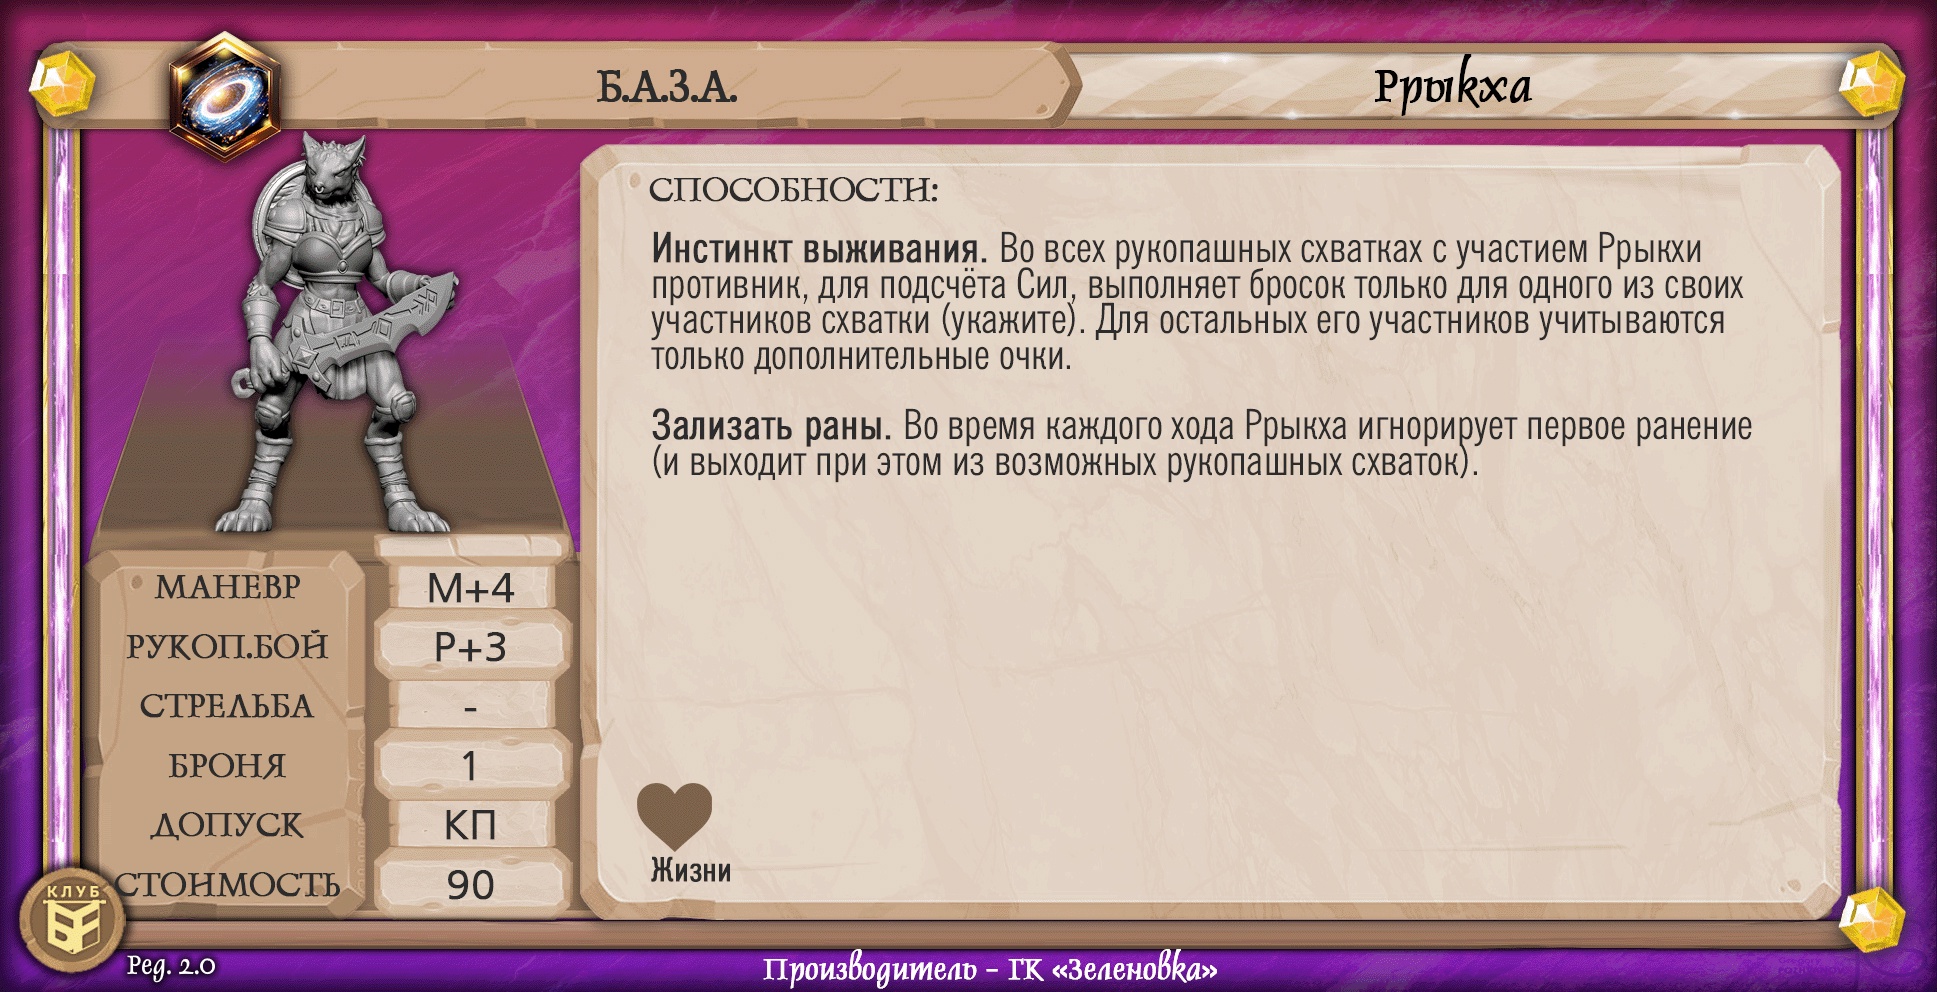 Б.А.З.А.
Ррыкха
СПОСОБНОСТИ:
Инстинкт выживания. Во всех рукопашных схватках с участием Ррыкхи
противник, для подсчёта Сил, выполняет бросок только для одного из своих
участников схватки (укажите). Для остальных его участников учитываются
только дополнительные очки.
Зализать раны. Во время каждого хода Ррыкха игнорирует первое ранение
(и выходит при этом из возможных рукопашных схваток).
МАНЕВР М+4
РУКОП.БОЙ Р+3
СТРЕЛЬБА -
БРОНЯ 1
ДОПУСК КП
СТОИМОСТЬ 90
Жизни
КЛУБ
Ред. 2.0
Производитель - ГК «Зеленовка»